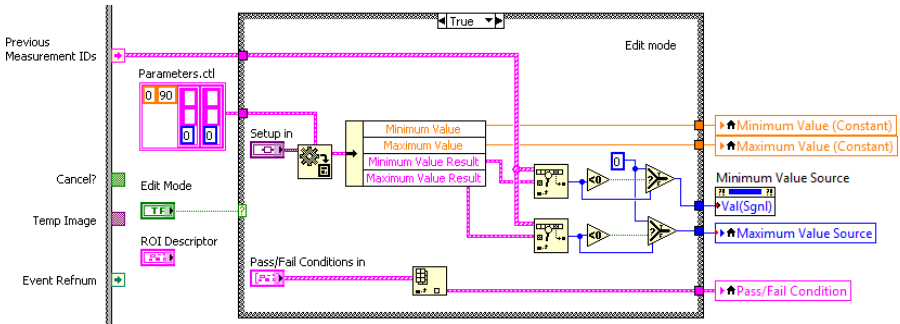 True
Previous
Measurement IDs
Edit mode
Parameters.ctl
0 90
0 0
Setup in
Minimum Value
Maximum Value
Minimum Value Result
Maximum Value Result
Minimum Value (Constant)
Maximum Value (Constant)
0
<0
?
Minimum Value Source
?! ?!
Val(Sgnl)
Cancel?
Edit Mode
TF
?
Temp Image
<0
?
Maximum Value Source
ROI Descriptor
Pass/Fail Conditions in
Event Refnum
Pass/Fail Condition